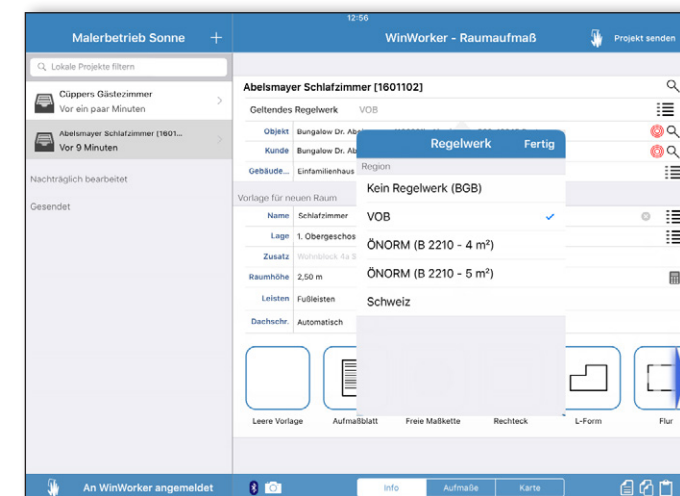 12:56
Malerbetrieb Sonne
WinWorker - Raumaufmaß
Projekt senden
Lokale Projekte filtern
Cüppers Gästezimmer
Vor ein paar Minuten
Abelsmayer Schlafzimmer [1601...
Vor 9 Minuten
Nachträglich bearbeitet
Gesendet
Abelsmayer Schlafzimmer [1601102]
Geltendes Regelwerk VOB
Objekt Bungalow Dr.
Kunde Bungalow Dr.
Gebäude... Einfamilienhaus
Vorlage für neuen Raum
Name Schlafzimmer
Lage 1. Obergeschos
Zusatz Wohnblock 4a
Raumhöhe 2,50 m
Leisten Fußleisten
Dachschr. Automatisch
Regelwerk Fertig
Region
Kein Regelwerk (BGB)
VOB
ÖNORM (B 2210 - 4 m²)
ÖNORM (B 2210 - 5 m²)
Schweiz
Leere Vorlage Aufmaßblatt Freie Maßkette Rechteck L-Form Flur
An WinWorker angemeldet
Info Aufmaße Karte